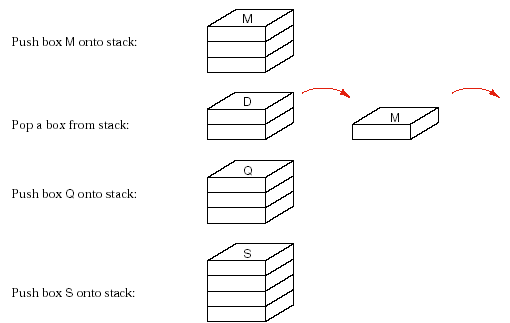 M
Push box M onto stack:
D
M
Pop a box from stack:
Q
Push box Q onto stack:
S
Push box S onto stack: